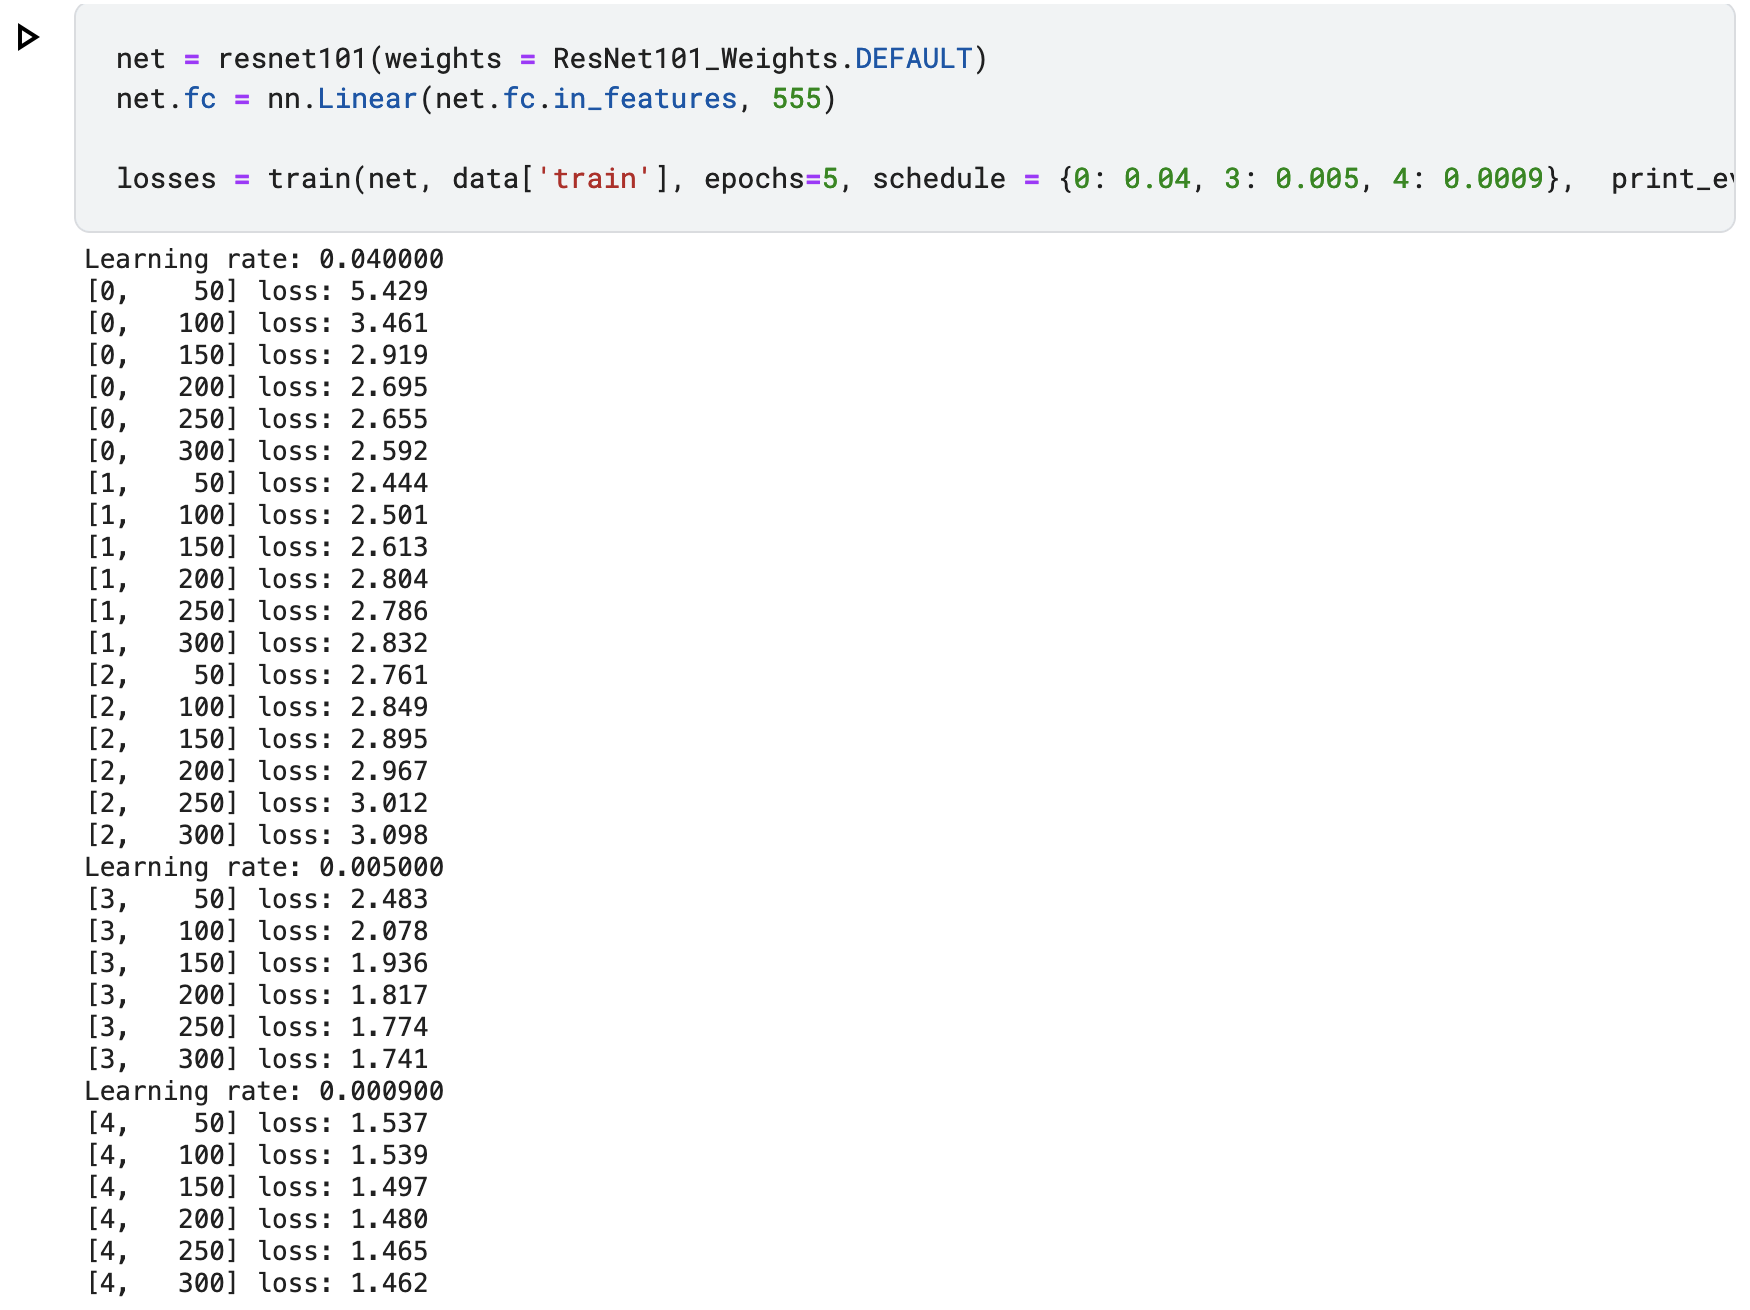 net = resnet101(weights = ResNet101_Weights.DEFAULT)
net.fc = nn.Linear(net.fc.in_features, 555)
losses = train(net, data['train'], epochs=5, schedule = {0: 0.04, 3: 0.005, 4: 0.0009},  print_ev
Learning rate: 0.040000
[0,    50] loss: 5.429
[0,   100] loss: 3.461
[0,   150] loss: 2.919
[0,   200] loss: 2.695
[0,   250] loss: 2.655
[0,   300] loss: 2.592
[1,    50] loss: 2.444
[1,   100] loss: 2.501
[1,   150] loss: 2.613
[1,   200] loss: 2.804
[1,   250] loss: 2.786
[1,   300] loss: 2.832
[2,    50] loss: 2.761
[2,   100] loss: 2.849
[2,   150] loss: 2.895
[2,   200] loss: 2.967
[2,   250] loss: 3.012
[2,   300] loss: 3.098
Learning rate: 0.005000
[3,    50] loss: 2.483
[3,   100] loss: 2.078
[3,   150] loss: 1.936
[3,   200] loss: 1.817
[3,   250] loss: 1.774
[3,   300] loss: 1.741
Learning rate: 0.000900
[4,    50] loss: 1.537
[4,   100] loss: 1.539
[4,   150] loss: 1.497
[4,   200] loss: 1.480
[4,   250] loss: 1.465
[4,   300] loss: 1.462